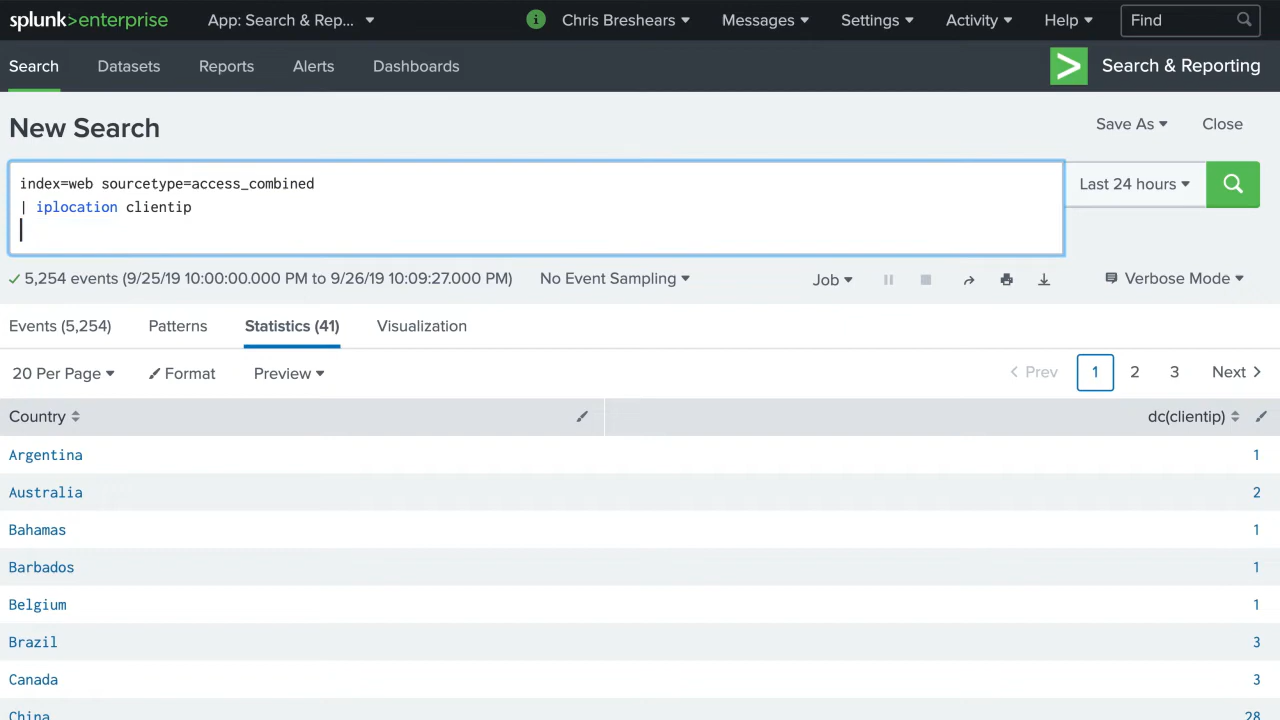 splunk>enterprise App: Search & Rep... i Chris Breshears Messages Settings Activity Help Find
Search Datasets Reports Alerts Dashboards > Search & Reporting
New Search Save As Close
index=web sourcetype=access_combined
| iplocation clientip
Last 24 hours
5,254 events (9/25/19 10:00:00.000 PM to 9/26/19 10:09:27.000 PM) No Event Sampling Job Verbose Mode
Events (5,254) Patterns Statistics (41) Visualization
20 Per Page Format Preview < Prev 1 2 3 Next >
Country dc(clientip)
Argentina 1
Australia 2
Bahamas 1
Barbados 1
Belgium 1
Brazil 3
Canada 3
China 28